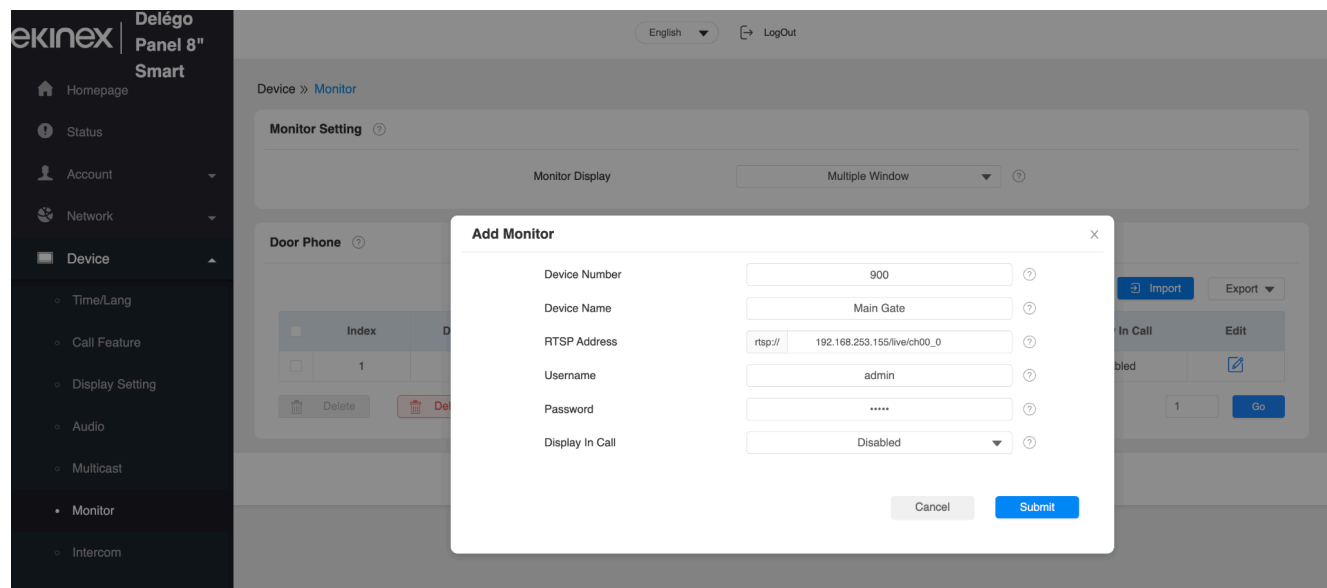 ekinex
Delégo
Panel 8"
Smart
English
LogOut
Homepage
Status
Account
Network
Device
Time/Lang
Call Feature
Display Setting
Audio
Multicast
Monitor
Intercom
Device » Monitor
Monitor Setting ?
Monitor Display Multiple Window ?
Door Phone ?
Import Export
Index D In Call Edit
1 bled
Delete Del 1 Go
Add Monitor X
Device Number 900 ?
Device Name Main Gate ?
RTSP Address rtsp:// 192.168.253.155/live/ch00_0 ?
Username admin ?
Password ••••• ?
Display In Call Disabled ?
Cancel Submit